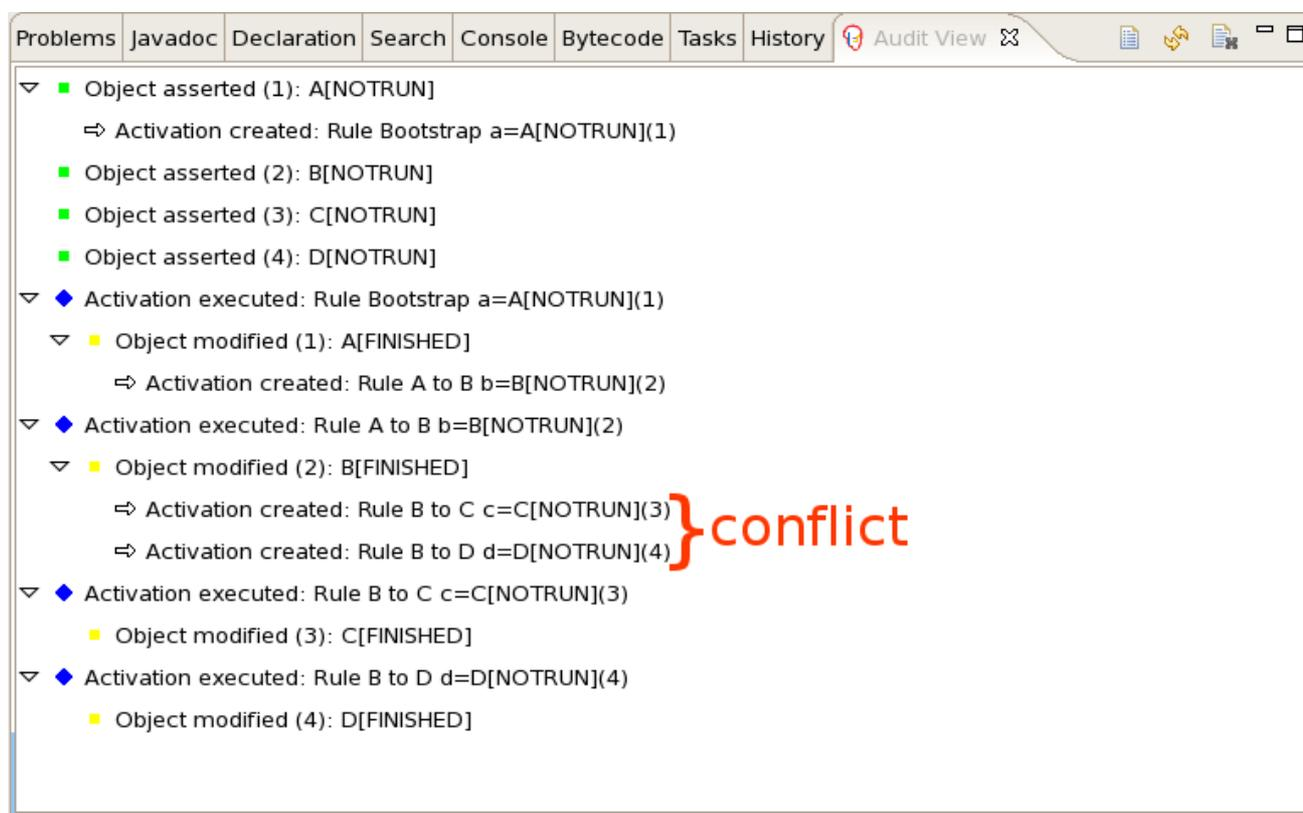 Problems Javadoc Declaration Search Console Bytecode Tasks History Audit View
Object asserted (1): A[NOTRUN]
Activation created: Rule Bootstrap a=A[NOTRUN](1)
Object asserted (2): B[NOTRUN]
Object asserted (3): C[NOTRUN]
Object asserted (4): D[NOTRUN]
Activation executed: Rule Bootstrap a=A[NOTRUN](1)
Object modified (1): A[FINISHED]
Activation created: Rule A to B b=B[NOTRUN](2)
Activation executed: Rule A to B b=B[NOTRUN](2)
Object modified (2): B[FINISHED]
Activation created: Rule B to C c=C[NOTRUN](3)
}conflict
Activation created: Rule B to D d=D[NOTRUN](4)
Activation executed: Rule B to C c=C[NOTRUN](3)
Object modified (3): C[FINISHED]
Activation executed: Rule B to D d=D[NOTRUN](4)
Object modified (4): D[FINISHED]